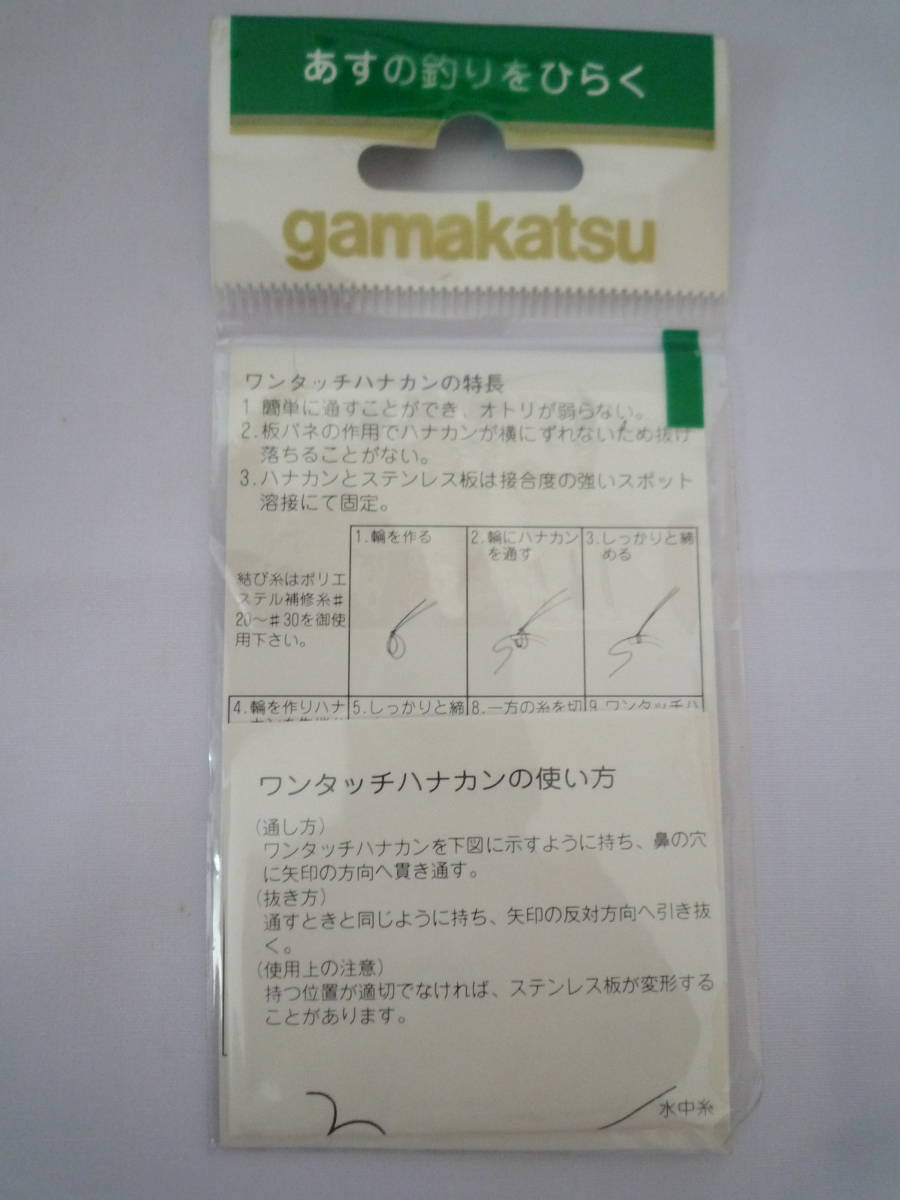 あすの釣りをひらく
gamakatsu
ワンタッチハナカンの特長
1.簡単に通すことができ、オトリが弱らない。
2.板バネの作用でハナカンが横にずれないため抜け
落ちることがない。
3.ハナカンとステンレス板は接合度の強いスポット
溶接にて固定。
結び糸はポリエ
ステル補修糸♯
20〜♯30を御使
用下さい。
1.輪を作る
2.輪にハナカン
を通す
3.しっかりと締
める
4.輪を作りハナ
5.しっかりと締
8.一方の糸を切
9.ワンタッチハ
ワンタッチハナカンの使い方
(通し方)
ワンタッチハナカンを下図に示すように持ち、鼻の穴
に矢印の方向へ貫き通す。
(抜き方)
通すときと同じように持ち、矢印の反対方向へ引き抜
く。
(使用上の注意)
持つ位置が適切でなければ、ステンレス板が変形する
ことがあります。
水中糸